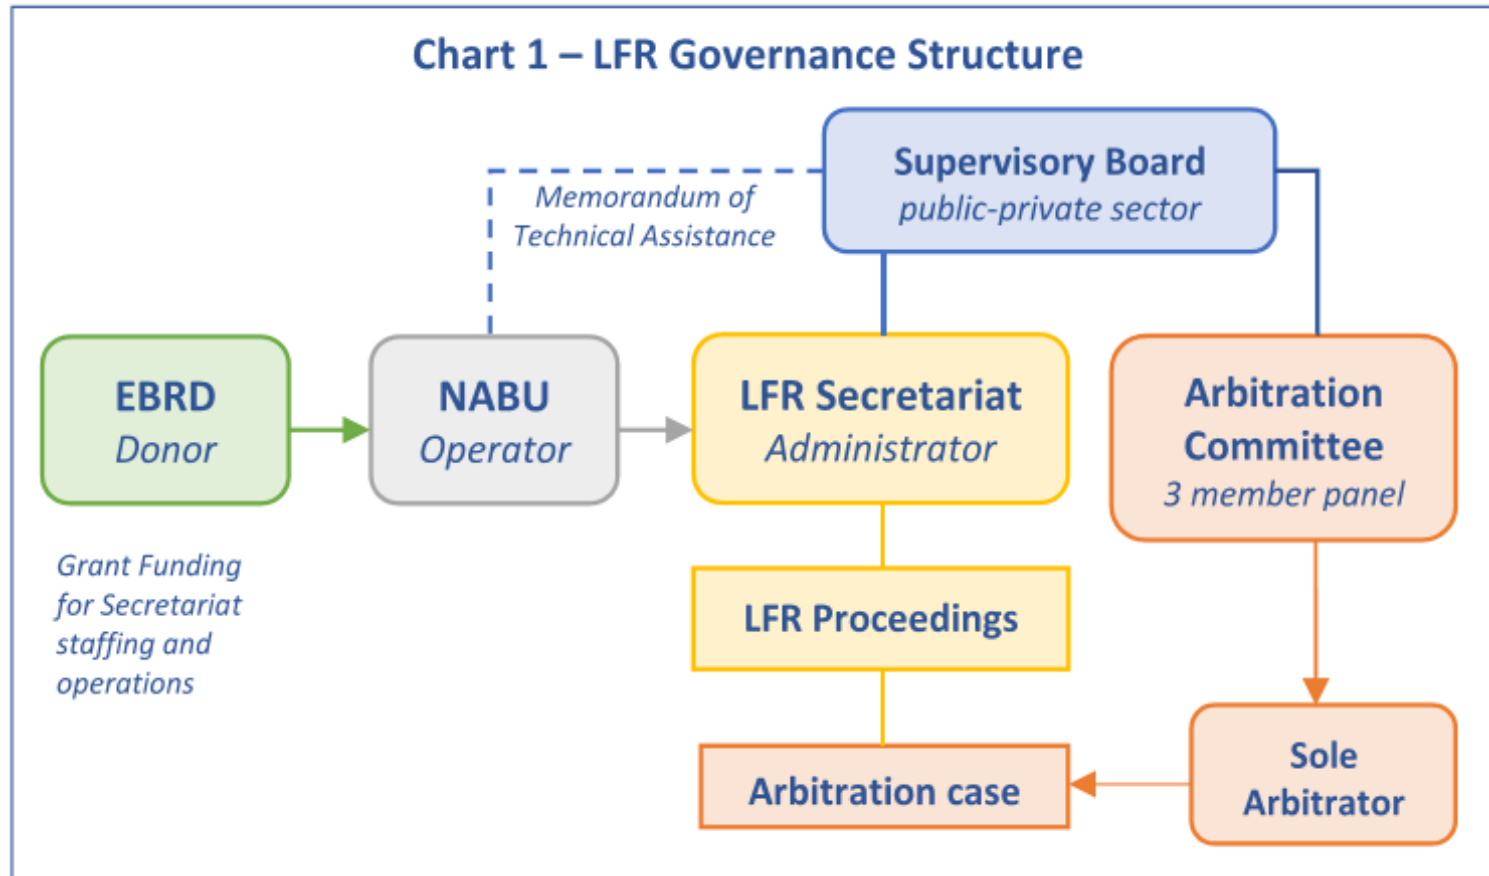 Chart 1 – LFR Governance Structure
Supervisory Board
public-private sector
Memorandum of
Technical Assistance
EBRD
Donor
NABU
Operator
LFR Secretariat
Administrator
Arbitration
Committee
3 member panel
Grant Funding
for Secretariat
staffing and
operations
LFR Proceedings
Arbitration case
Sole
Arbitrator